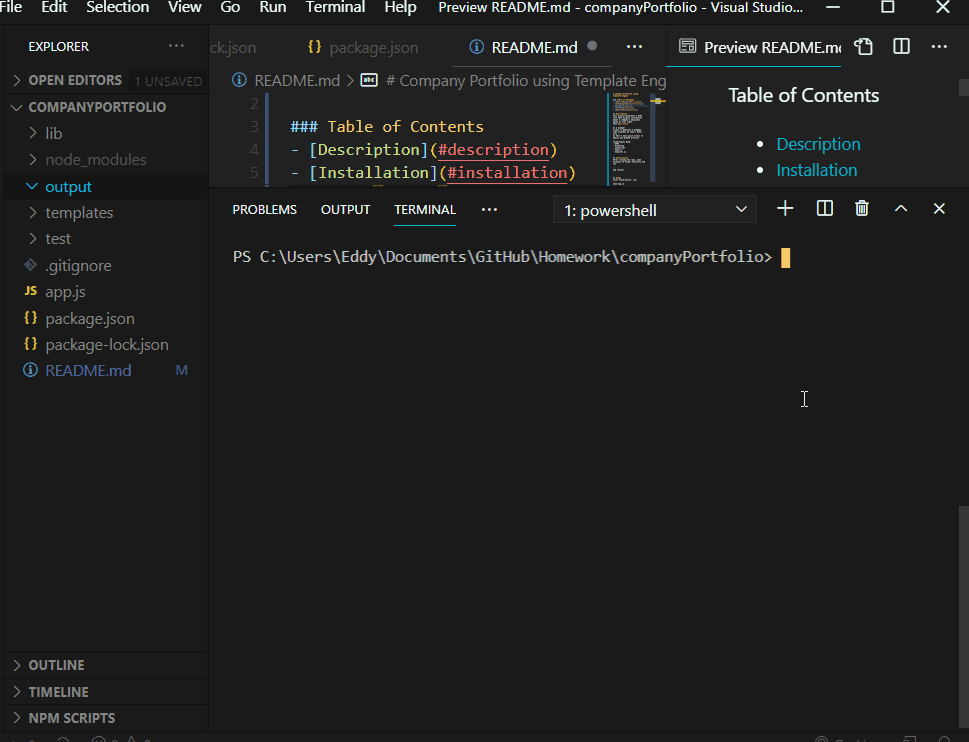 File Edit Selection View Go Run Terminal Help Preview README.md - companyPortfolio - Visual Studio...
EXPLORER ...
OPEN EDITORS 1 UNSAVED
COMPANYPORTFOLIO
lib
node_modules
output
templates
test
.gitignore
JS app.js
{} package.json
{} package-lock.json
README.md M
OUTLINE
TIMELINE
NPM SCRIPTS
ck.json {} package.json README.md ...
README.md > abc # Company Portfolio using Template Eng
2
3 ### Table of Contents
4 - [Description](#description)
5 - [Installation](#installation)
Preview README.m ...
Table of Contents
• Description
• Installation
PROBLEMS OUTPUT TERMINAL ... 1: powershell
PS C:\Users\Eddy\Documents\GitHub\Homework\companyPortfolio>